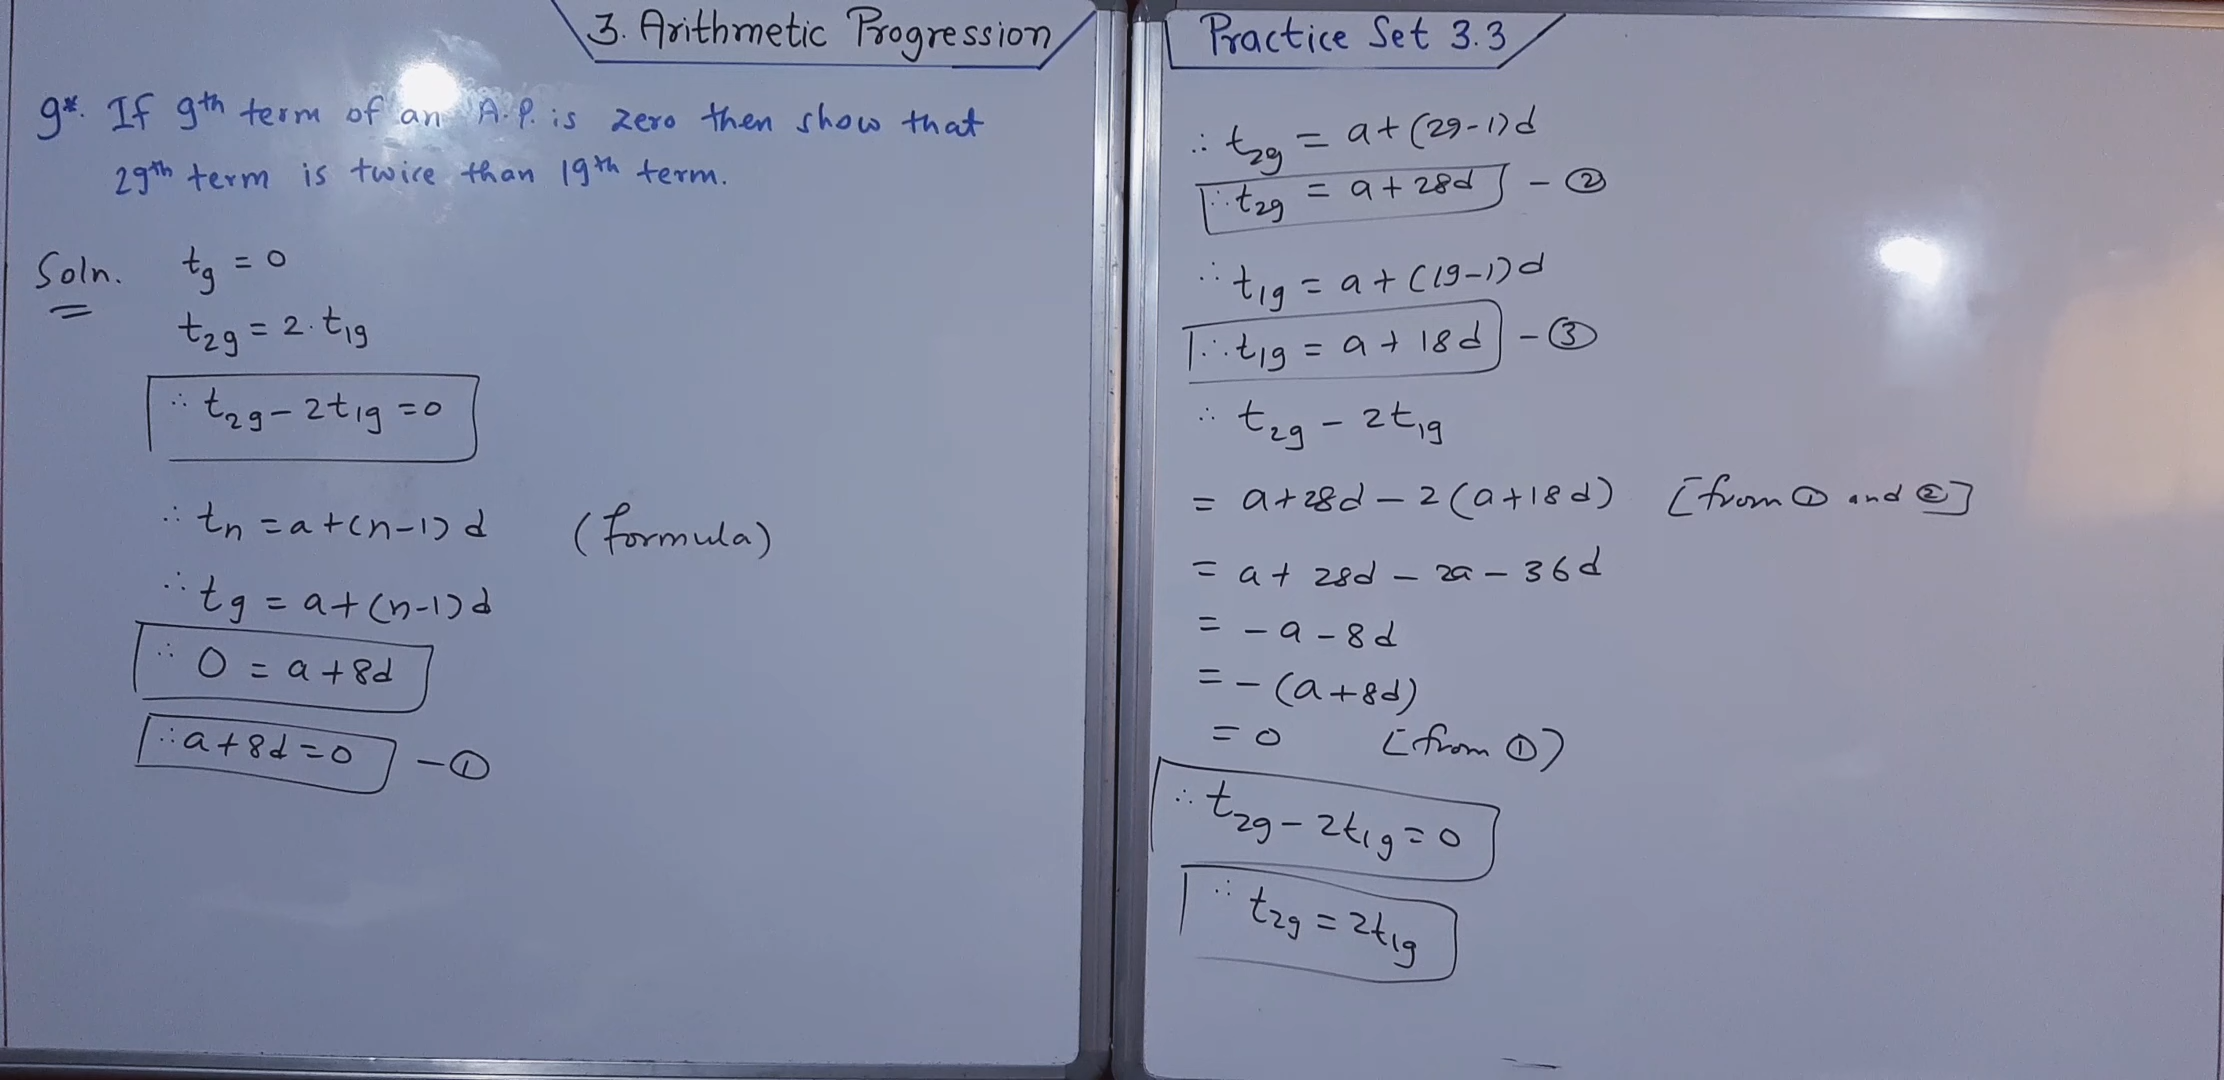 3. Arithmetic Progression
9*. If 9th term of an A.P. is zero then show that
29th term is twice than 19th term.
Soln. t₉ = 0
t₂₉ = 2·t₁₉
∴ t₂₉ - 2t₁₉ = 0
∴ tₙ = a + (n-1) d (formula)
∴ t₉ = a + (n-1) d
∴ 0 = a + 8d
∴ a + 8d = 0 - ①
Practice Set 3.3
∴ t₂₉ = a + (29-1) d
∴ t₂₉ = a + 28d - ②
∴ t₁₉ = a + (19-1) d
∴ t₁₉ = a + 18d - ③
∴ t₂₉ - 2t₁₉
= a + 28d - 2 (a + 18d) [from ① and ②]
= a + 28d - 2a - 36d
= - a - 8d
= - (a + 8d)
= 0 [from ①)
∴ t₂₉ - 2t₁₉ = 0
∴ t₂₉ = 2t₁₉